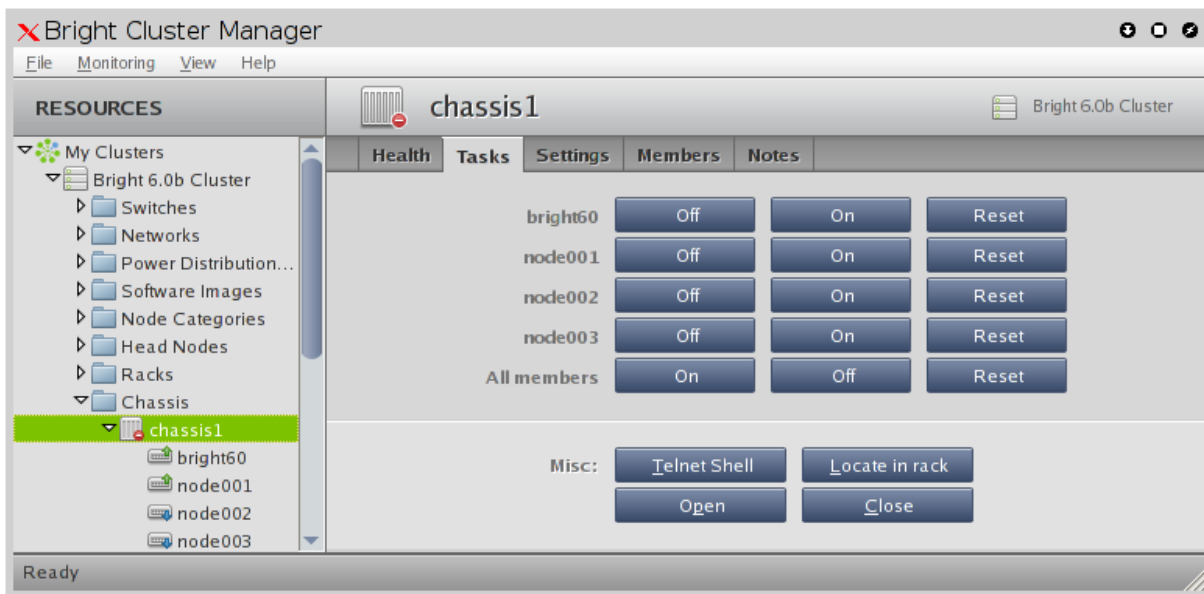 Bright Cluster Manager
File Monitoring View Help
RESOURCES
My Clusters
Bright 6.0b Cluster
Switches
Networks
Power Distribution...
Software Images
Node Categories
Head Nodes
Racks
Chassis
chassis1
bright60
node001
node002
node003
chassis1
Bright 6.0b Cluster
Health Tasks Settings Members Notes
bright60 Off On Reset
node001 Off On Reset
node002 Off On Reset
node003 Off On Reset
All members On Off Reset
Misc: Telnet Shell Locate in rack
Open Close
Ready